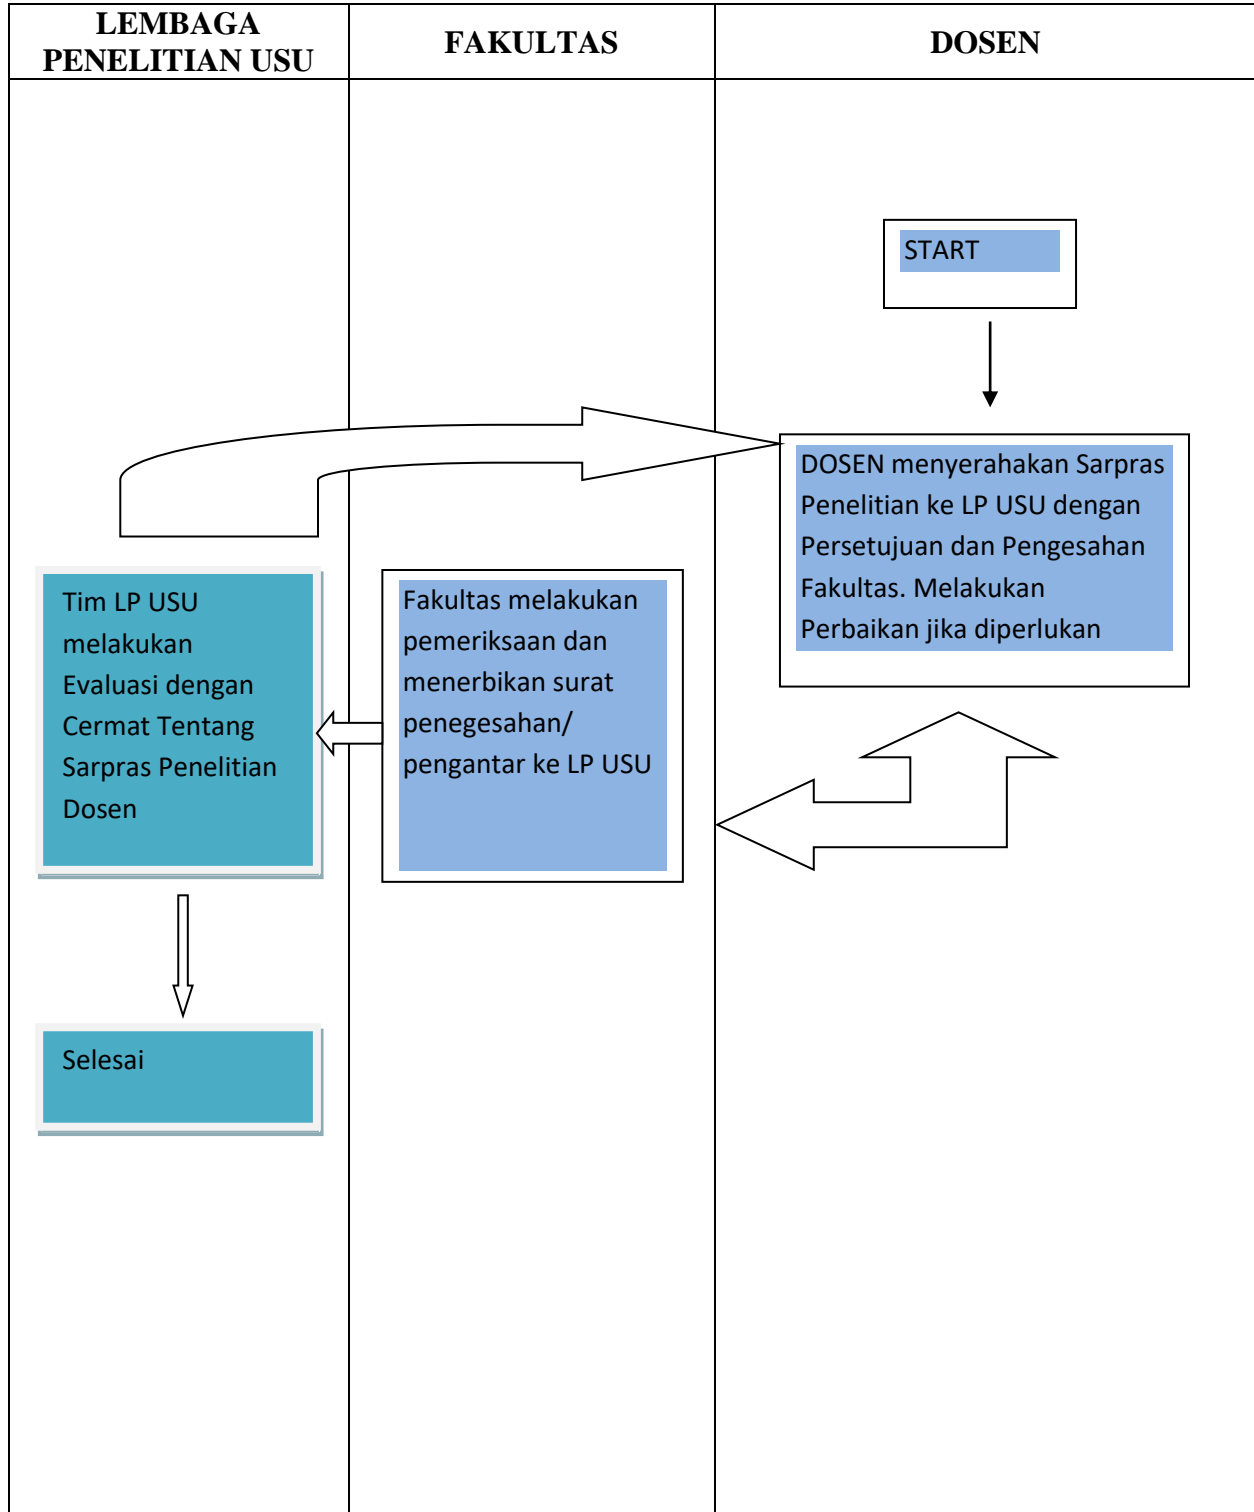 LEMBAGA
PENELITIAN USU
FAKULTAS
DOSEN
START
DOSEN menyerahakan Sarpras
Penelitian ke LP USU dengan
Persetujuan dan Pengesahan
Fakultas. Melakukan
Perbaikan jika diperlukan
Tim LP USU
melakukan
Evaluasi dengan
Cermat Tentang
Sarpras Penelitian
Dosen
Fakultas melakukan
pemeriksaan dan
menerbikan surat
penegesahan/
pengantar ke LP USU
Selesai